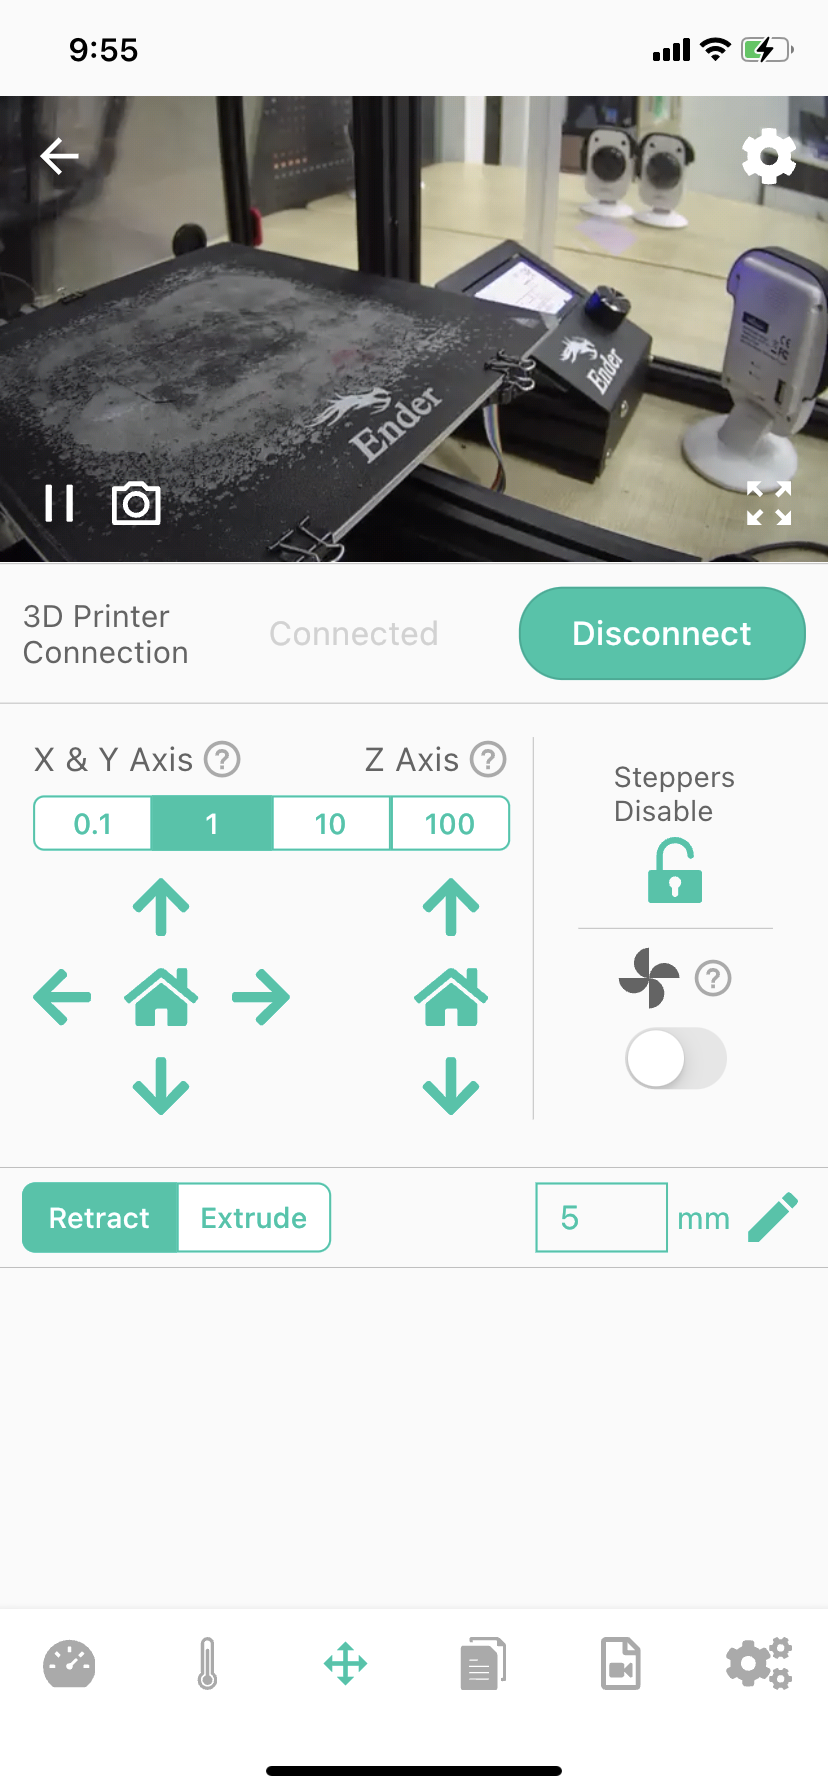 9:55
Ender
Ender
3D Printer
Connection
Connected
Disconnect
X & Y Axis ?
Z Axis ?
0.1 1 10 100
Steppers
Disable
?
Retract Extrude
5 mm